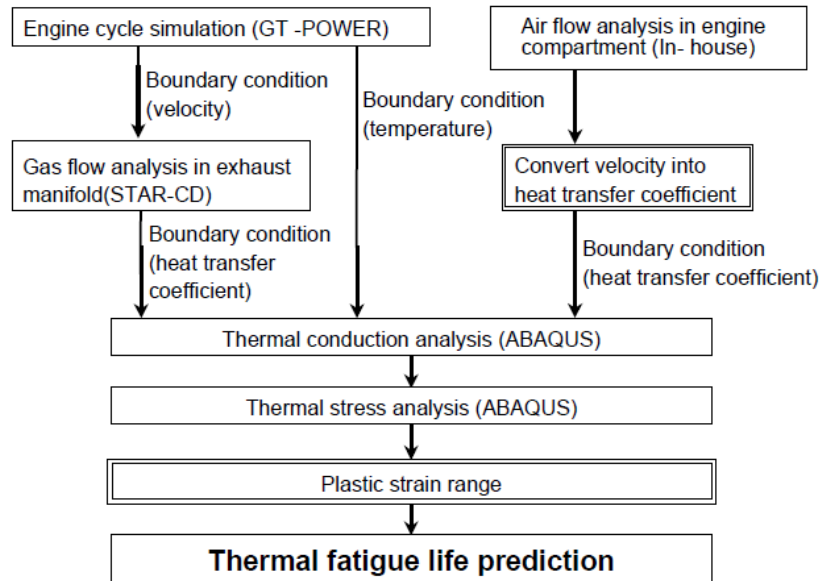 Engine cycle simulation (GT -POWER)
Air flow analysis in engine
compartment (In- house)
Boundary condition
(velocity)
Boundary condition
(temperature)
Gas flow analysis in exhaust
manifold(STAR-CD)
Convert velocity into
heat transfer coefficient
Boundary condition
(heat transfer
coefficient)
Boundary condition
(heat transfer coefficient)
Thermal conduction analysis (ABAQUS)
Thermal stress analysis (ABAQUS)
Plastic strain range
Thermal fatigue life prediction